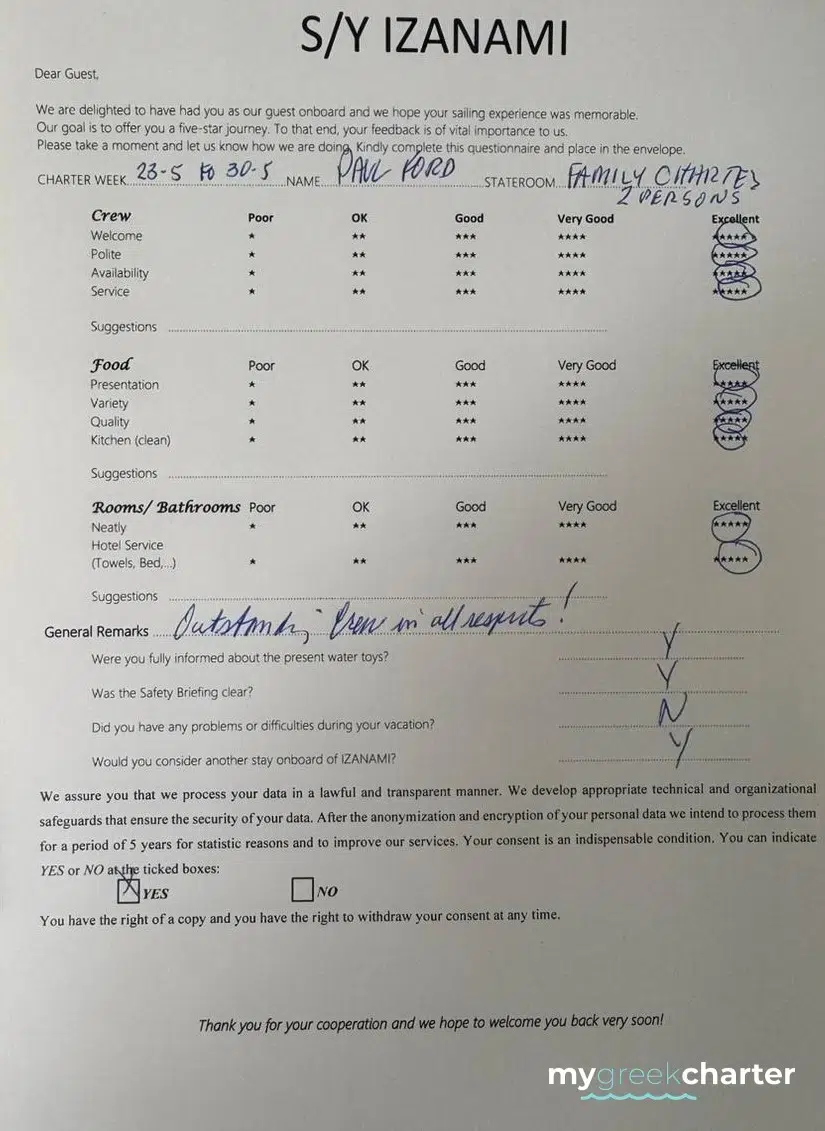 S/Y IZANAMI
Dear Guest,
We are delighted to have had you as our guest onboard and we hope your sailing experience was memorable.
Our goal is to offer you a five-star journey. To that end, your feedback is of vital importance to us.
Please take a moment and let us know how we are doing. Kindly complete this questionnaire and place in the envelope.
CHARTER WEEK 23-5 to 30-5 NAME PAUL FORD STATEROOM FAMILY CHARTER
2 PERSONS
Crew Poor OK Good Very Good Excellent
Welcome * ** *** **** *****
Polite * ** *** **** *****
Availability * ** *** **** *****
Service * ** *** **** *****
Suggestions
Food Poor OK Good Very Good Excellent
Presentation * ** *** **** *****
Variety * ** *** **** *****
Quality * ** *** **** *****
Kitchen (clean) * ** *** **** *****
Suggestions
Rooms/ Bathrooms Poor OK Good Very Good Excellent
Neatly * ** *** **** *****
Hotel Service
(Towels, Bed,...) * ** *** **** *****
Suggestions
General Remarks Outstanding Crew in all respects!
Were you fully informed about the present water toys? Y
Was the Safety Briefing clear? Y
Did you have any problems or difficulties during your vacation? N
Would you consider another stay onboard of IZANAMI? Y
We assure you that we process your data in a lawful and transparent manner. We develop appropriate technical and organizational
safeguards that ensure the security of your data. After the anonymization and encryption of your personal data we intend to process them
for a period of 5 years for statistic reasons and to improve our services. Your consent is an indispensable condition. You can indicate
YES or NO at the ticked boxes:
X YES NO
You have the right of a copy and you have the right to withdraw your consent at any time.
Thank you for your cooperation and we hope to welcome you back very soon!
mygreekcharter